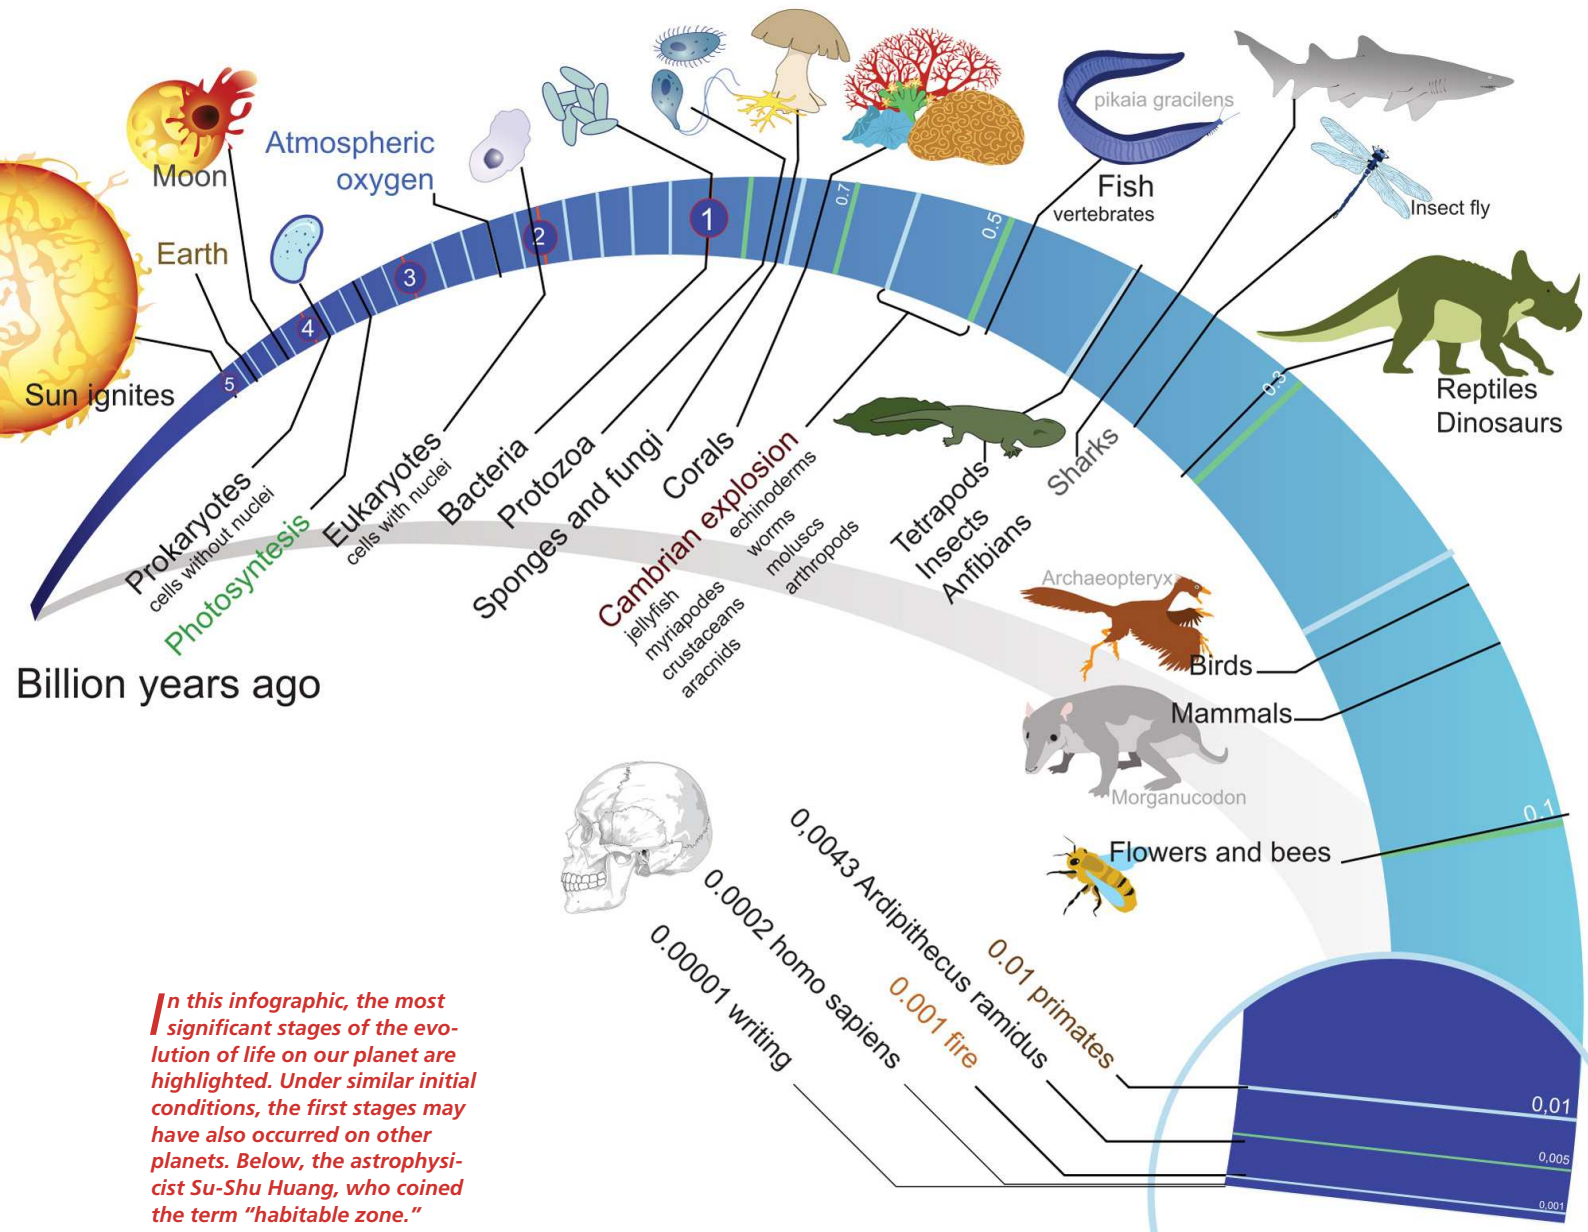 Moon
Atmospheric
oxygen
Earth
Sun ignites
pikaia gracilens
Fish
vertebrates
Insect fly
Reptiles
Dinosaurs
5
4
3
2
1
0.7
0.5
0.3
0.1
Prokaryotes
cells without nuclei
Photosyntesis
Eukaryotes
cells with nuclei
Bacteria
Protozoa
Sponges and fungi
Corals
Cambrian explosion
echinoderms
worms
moluscs
arthropods
jellyfish
myriapodes
crustaceans
aracnids
Tetrapods
Insects
Anfibians
Sharks
Billion years ago
Archaeopteryx
Birds
Mammals
Morganucodon
Flowers and bees
0,0043 Ardipithecus ramidus
0.0002 homo sapiens
0.00001 writing
0.01 primates
0.001 fire
0,01
0,005
0,001
In this infographic, the most
significant stages of the evo-
lution of life on our planet are
highlighted. Under similar initial
conditions, the first stages may
have also occurred on other
planets. Below, the astrophysi-
cist Su-Shu Huang, who coined
the term “habitable zone.”